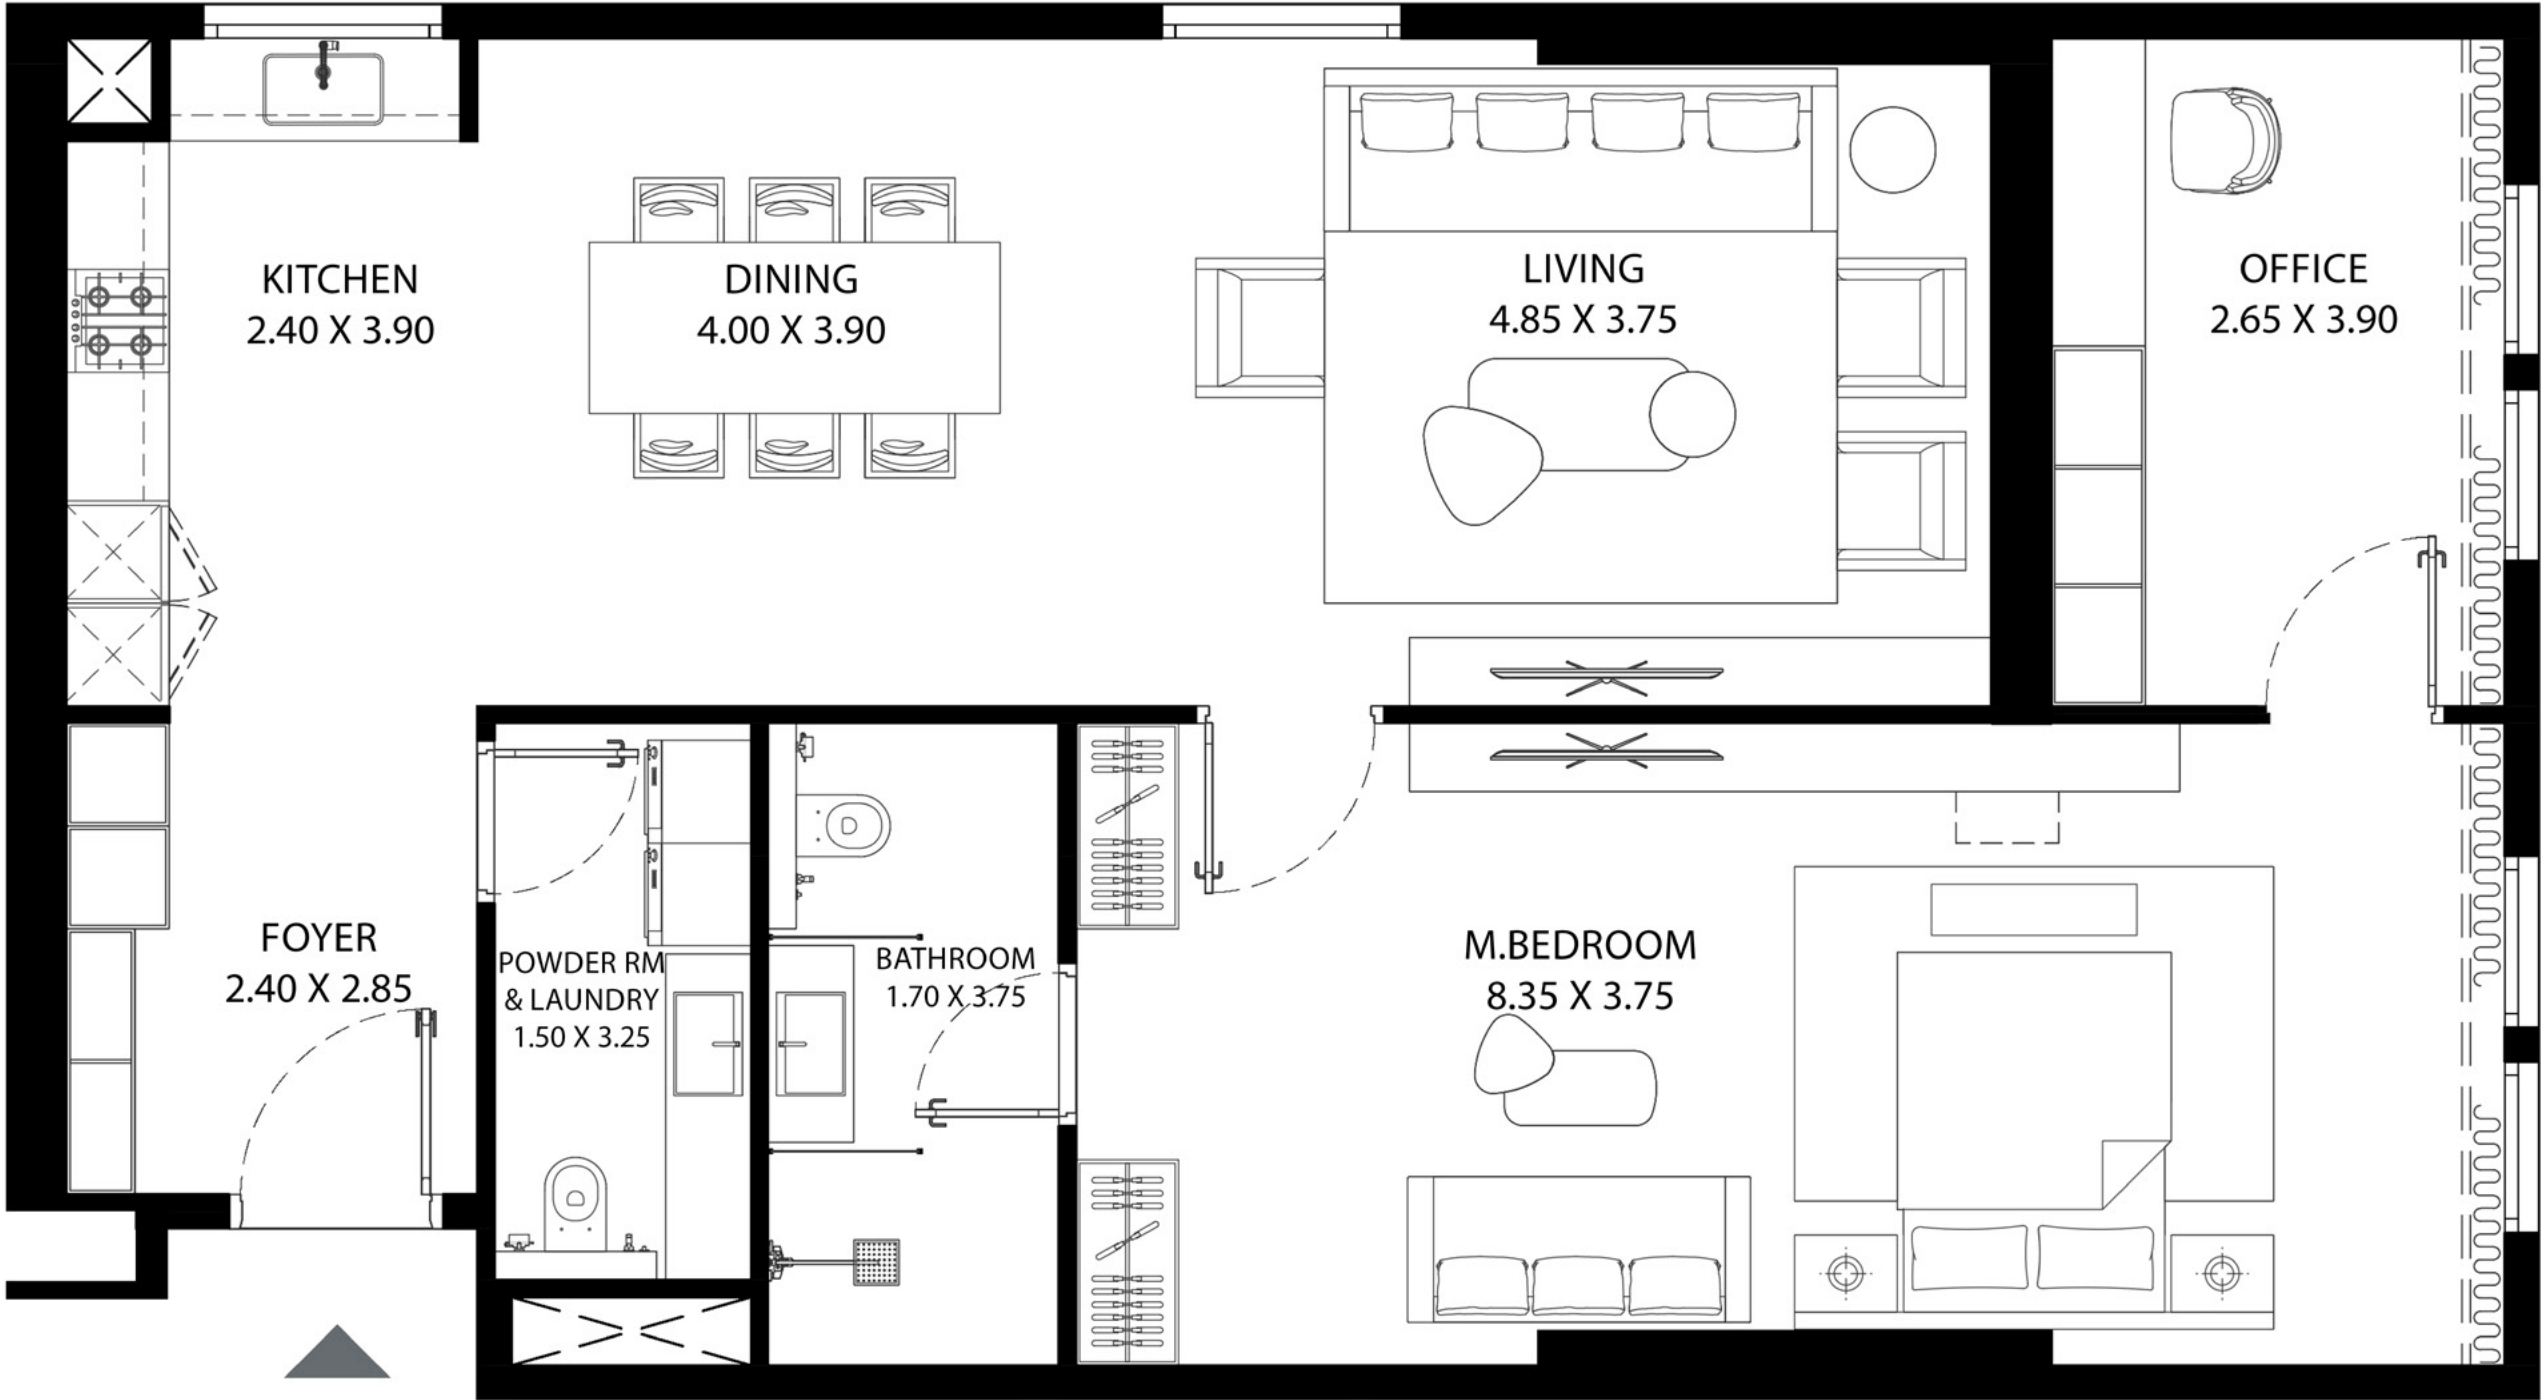 KITCHEN
2.40 X 3.90
DINING
4.00 X 3.90
LIVING
4.85 X 3.75
OFFICE
2.65 X 3.90
FOYER
2.40 X 2.85
POWDER RM
& LAUNDRY
1.50 X 3.25
BATHROOM
1.70 X 3.75
M.BEDROOM
8.35 X 3.75